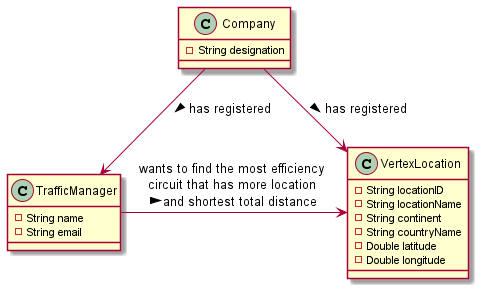 C Company
String designation
has registered
has registered
wants to find the most efficiency
circuit that has more location
and shortest total distance
C TrafficManager
String name
String email
C VertexLocation
String locationID
String locationName
String continent
String countryName
Double latitude
Double longitude